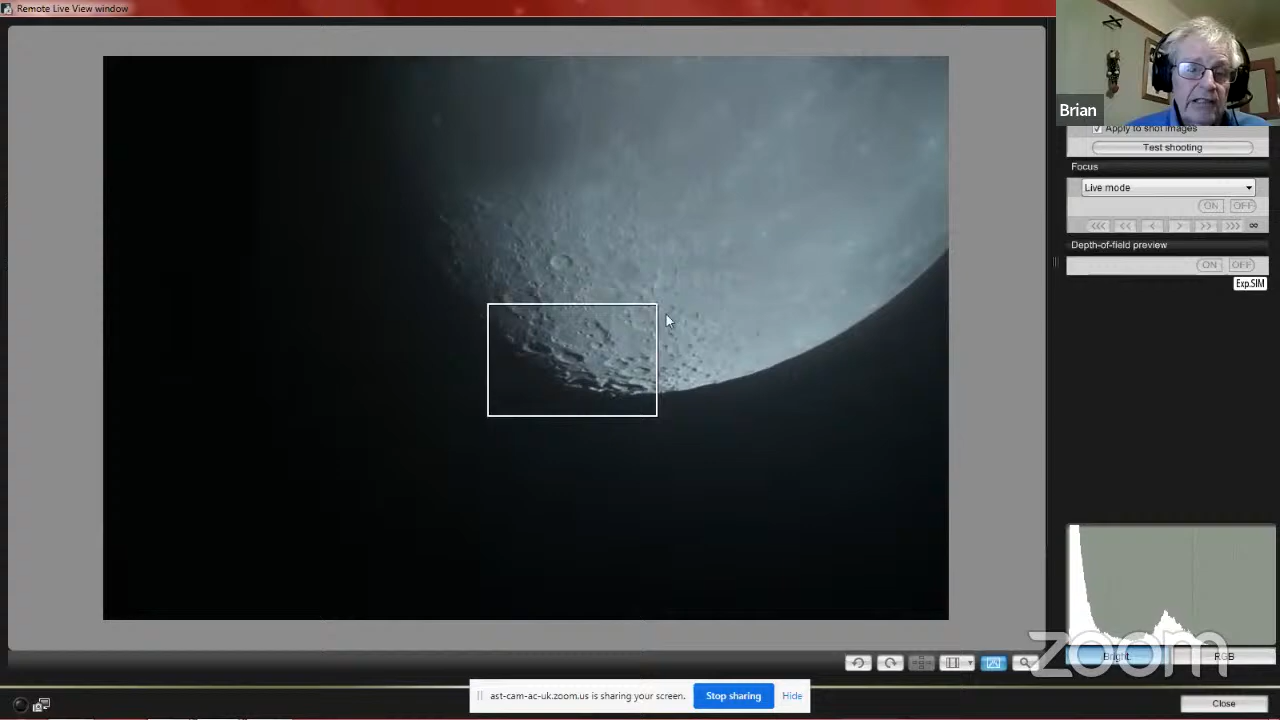 Remote Live View window
Brian
Apply to shot images
Test shooting
Focus
Live mode
ON OFF
<<< << < > >> >>> ∞
Depth-of-field preview
ON OFF
Exp.SIM
zoom
Bright. RGB
ast-cam-ac-uk.zoom.us is sharing your screen. Stop sharing Hide
Close